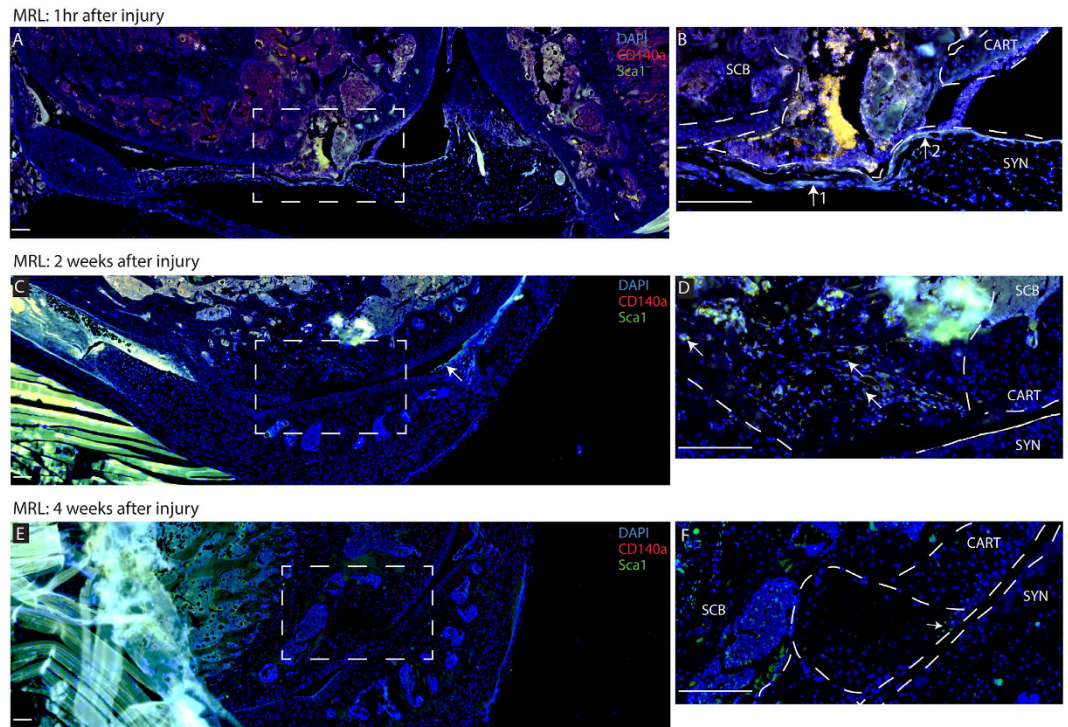 MRL: 1hr after injury
A
DAPI
CD140a
Sca1
B
SCB
CART
SYN
1
2
MRL: 2 weeks after injury
C
DAPI
CD140a
Sca1
D
SCB
CART
SYN
MRL: 4 weeks after injury
E
DAPI
CD140a
Sca1
F
SCB
CART
SYN